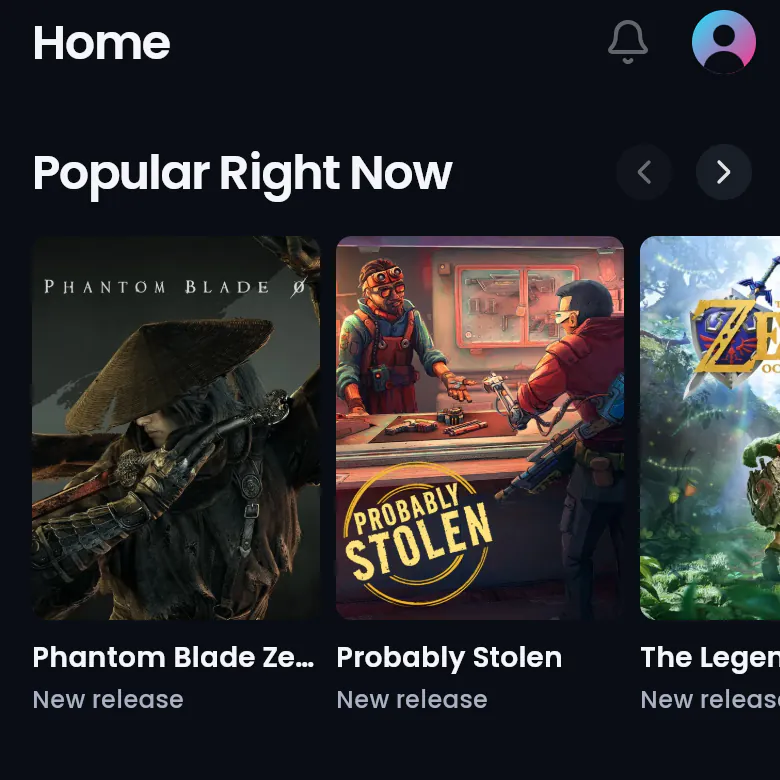 Home
Popular Right Now
PHANTOM BLADE 0
PROBABLY
STOLEN
Phantom Blade Ze...
Probably Stolen
The Legen
New release
New release
New releas